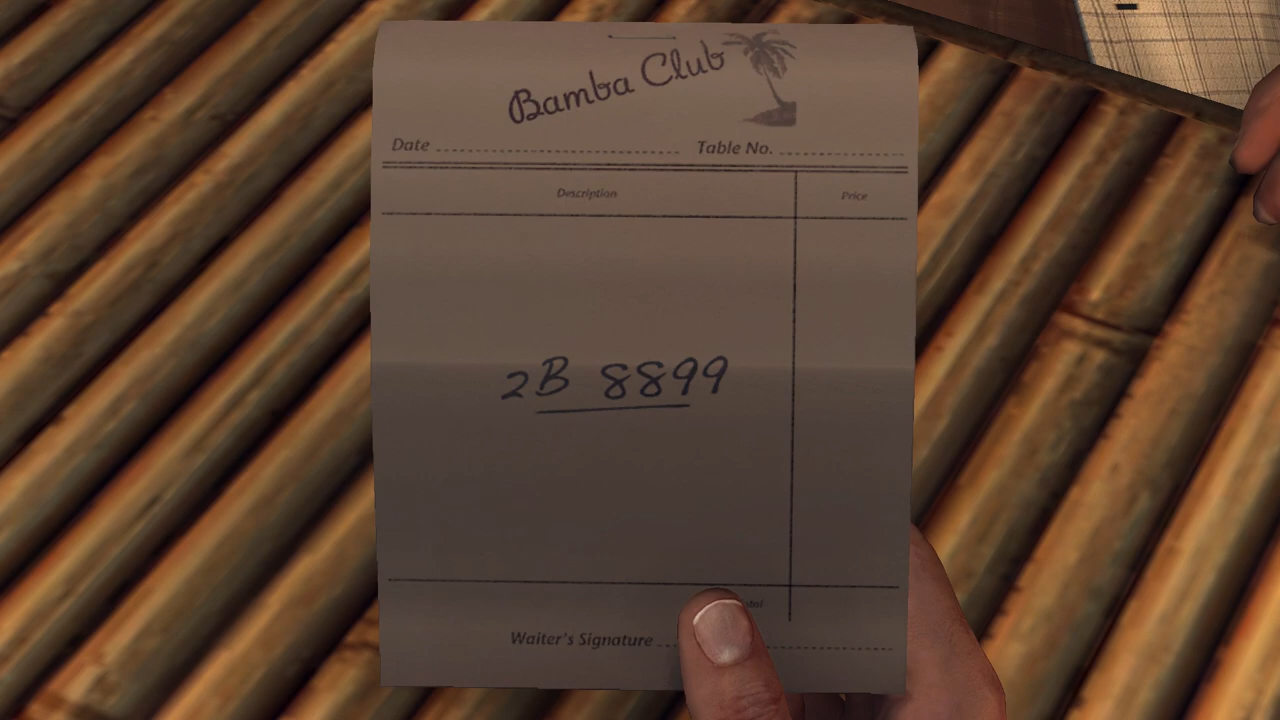 Bamba Club
Date Table No.
Description Price
2B 8899
Waiter's Signature